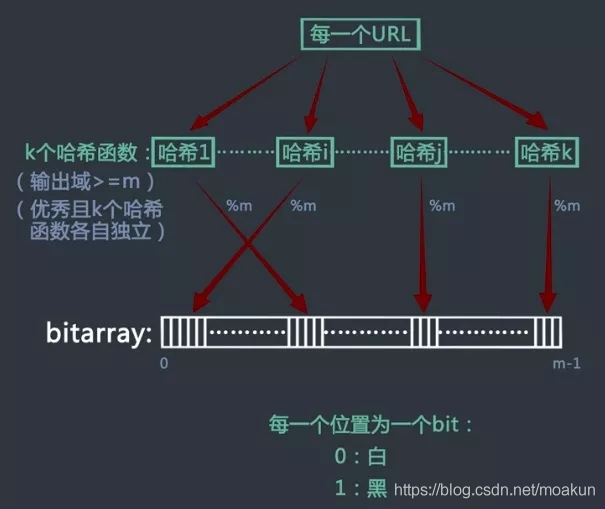 每一个URL
k个哈希函数：哈希1………哈希i………哈希j………哈希k
（输出域>=m）
（优秀且k个哈希
函数各自独立）
%m %m %m %m
bitarray:
0 m-1
每一个位置为一个bit：
0：白
1：黑
https://blog.csdn.net/moakun